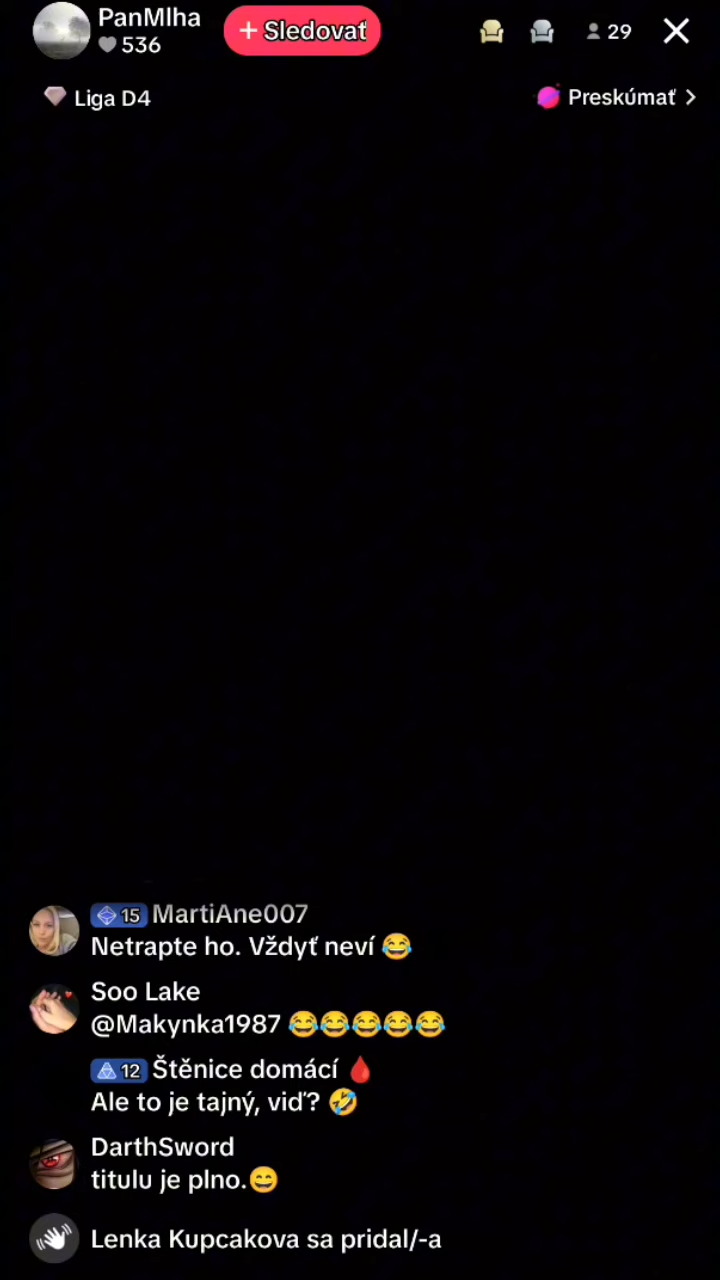 PanMlha
536
+ Sledovať
29
Liga D4
Preskúmať
15 MartiAne007
Netrapte ho. Vždyť neví 😂
Soo Lake
@Makynka1987 😂😂😂😂😂
12 Štěnice domácí 🩸
Ale to je tajný, viď? 🤣
DarthSword
titulu je plno.😄
Lenka Kupcakova sa pridal/-a